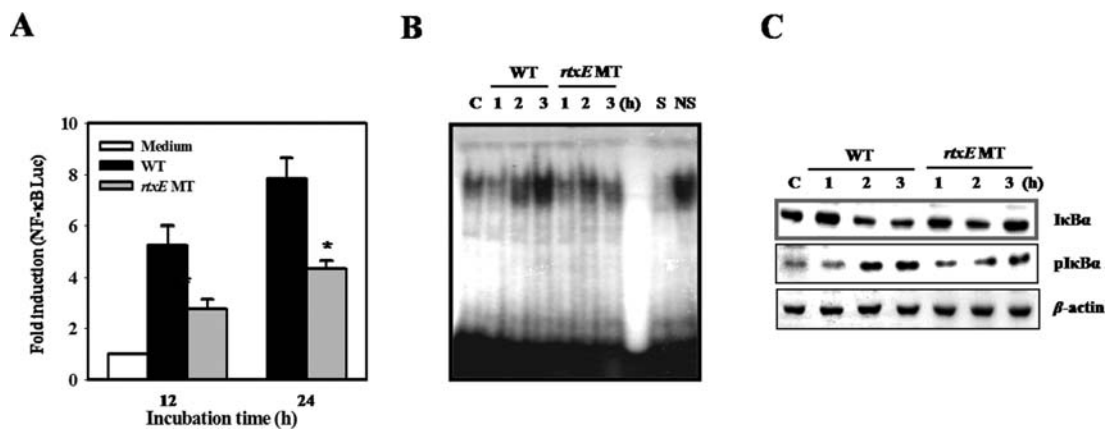 A
B
C
Fold induction (NF-κB Luc)
10
8
6
4
2
0
Medium
WT
rtxE MT
*
*
12
24
Incubation time (h)
WT
rtxE MT
C 1 2 3 1 2 3 (h) S NS
WT
rtxE MT
C 1 2 3 1 2 3 (h)
IκBα
pIκBα
β-actin